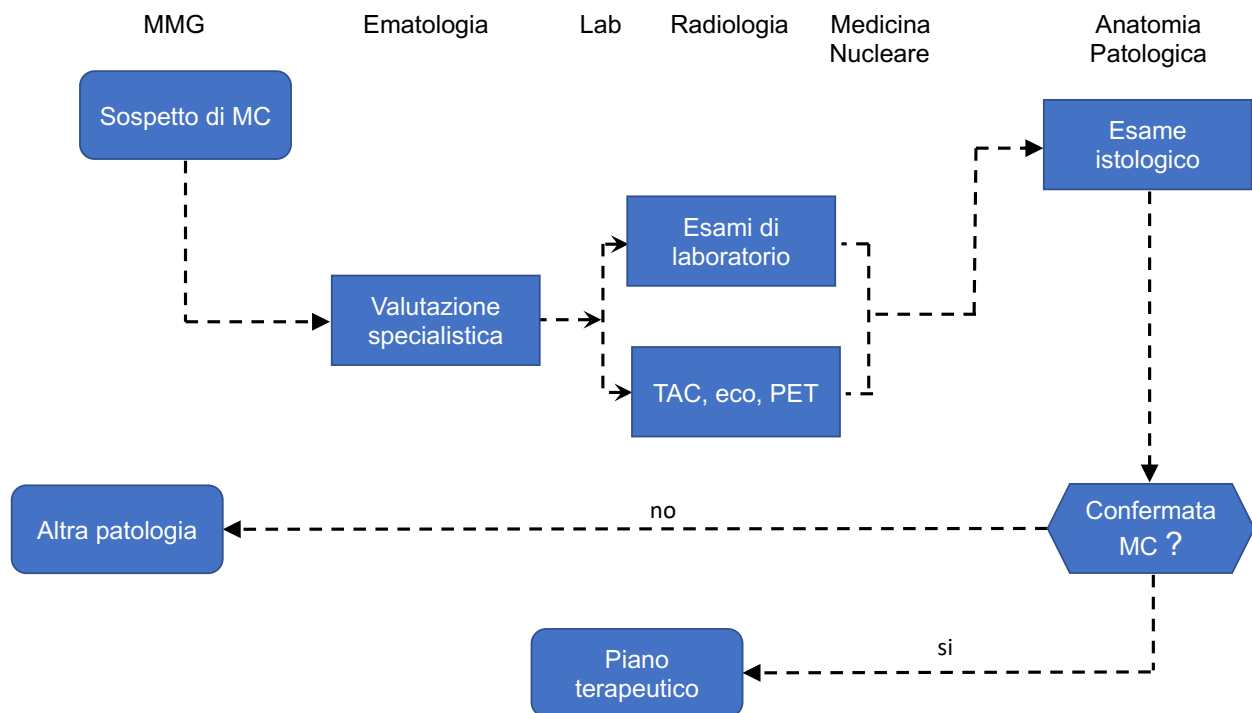 MMG
Ematologia
Lab
Radiologia
Medicina
Nucleare
Anatomia
Patologica
Sospetto di MC
Esame
istologico
Esami di
laboratorio
Valutazione
specialistica
TAC, eco, PET
Altra patologia
no
Confermata
MC ?
si
Piano
terapeutico